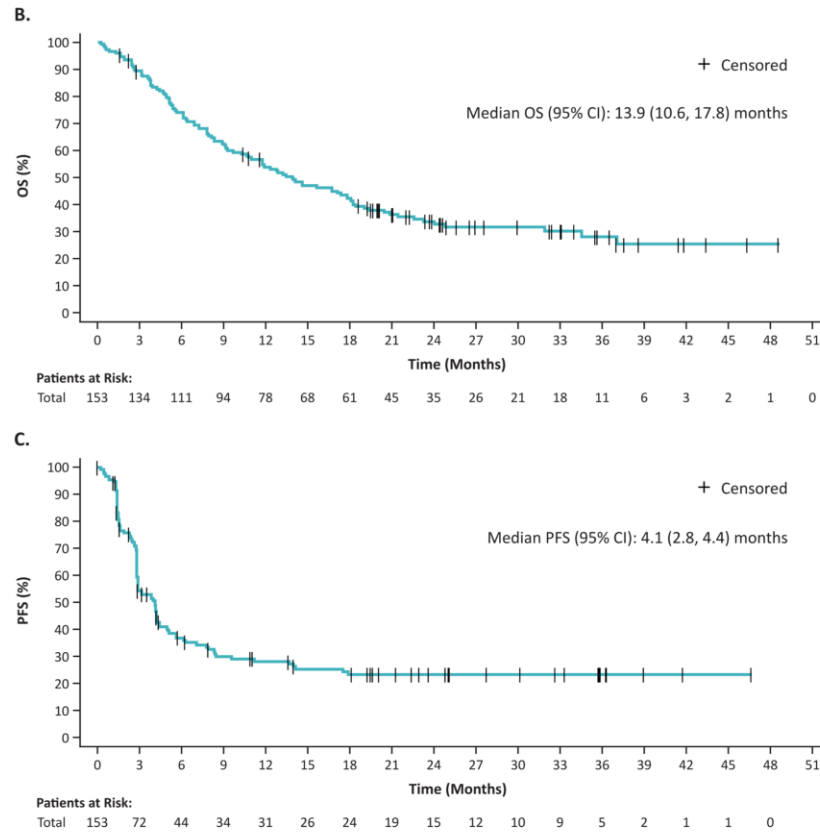 B.
100
90
80
70
60
50
40
30
20
10
0
OS (%)
+ Censored
Median OS (95% CI): 13.9 (10.6, 17.8) months
0 3 6 9 12 15 18 21 24 27 30 33 36 39 42 45 48 51
Time (Months)
Patients at Risk:
Total 153 134 111 94 78 68 61 45 35 26 21 18 11 6 3 2 1 0
C.
100
90
80
70
60
50
40
30
20
10
0
PFS (%)
+ Censored
Median PFS (95% CI): 4.1 (2.8, 4.4) months
0 3 6 9 12 15 18 21 24 27 30 33 36 39 42 45 48 51
Time (Months)
Patients at Risk:
Total 153 72 44 34 31 26 24 19 15 12 10 9 5 2 1 1 0